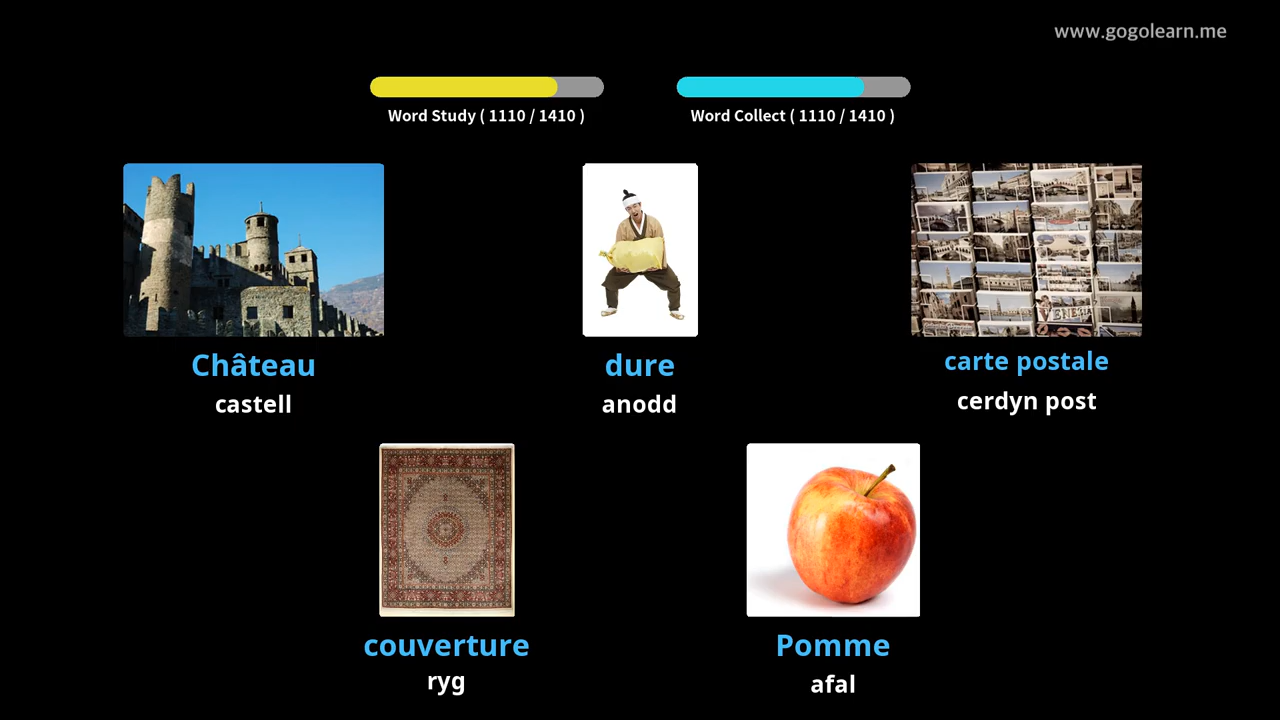 www.gogolearn.me
Word Study ( 1110 / 1410 )
Word Collect ( 1110 / 1410 )
VENEZIA
Château
dure
carte postale
castell
anodd
cerdyn post
couverture
Pomme
ryg
afal